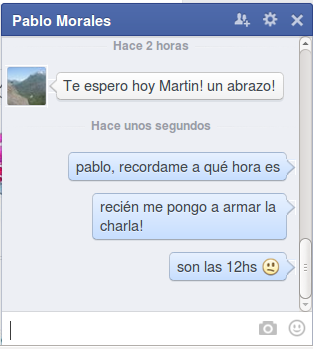 Pablo Morales
Hace 2 horas
Te espero hoy Martin! un abrazo!
Hace unos segundos
pablo, recordame a qué hora es
recién me pongo a armar la
charla!
son las 12hs